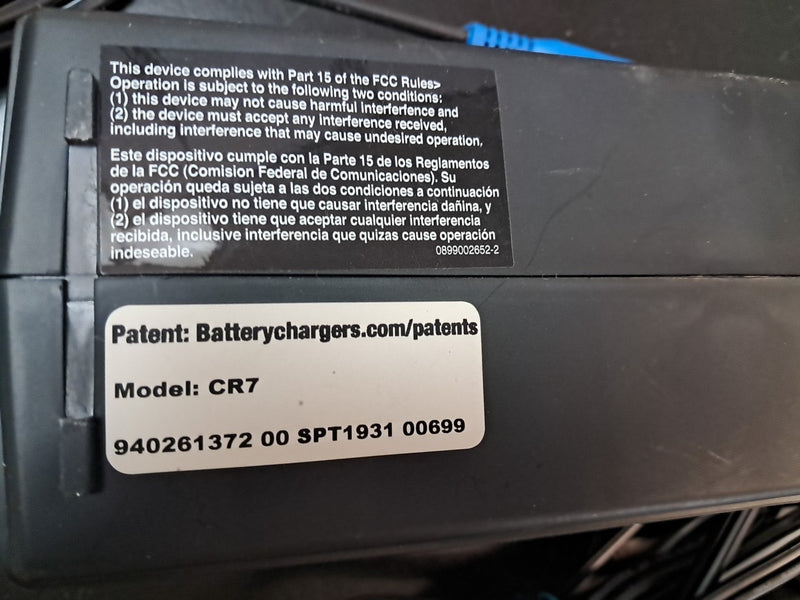 This device complies with Part 15 of the FCC Rules>
Operation is subject to the following two conditions:
(1) this device may not cause harmful interferfence and
(2) the device must accept any interference received,
including interference that may cause undesired operation.
Este dispositivo cumple con la Parte 15 de los Reglamentos
de la FCC (Comision Federal de Comunicaciones). Su
operación queda sujeta a las dos condiciones a continuación
(1) el dispositivo no tiene que causar interferencia dañina, y
(2) el dispositivo tiene que aceptar cualquier interferencia
recibida, inclusive interferencia que quizas cause operación
indeseable.
0899002652-2
Patent: Batterychargers.com/patents
Model: CR7
940261372 00 SPT1931 00699